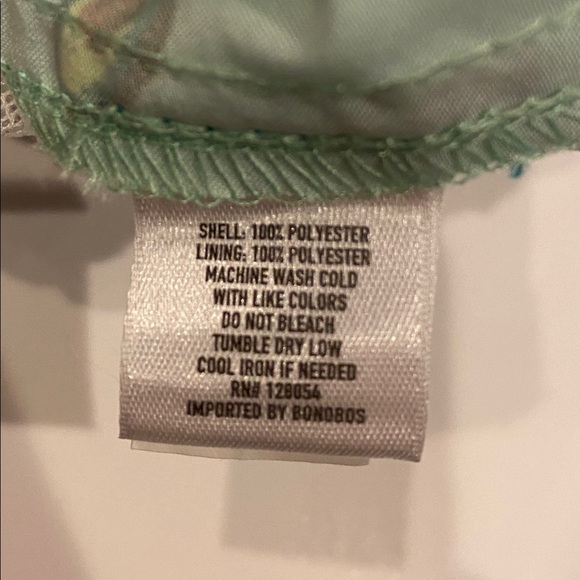 SHELL: 100% POLYESTER
LINING: 100% POLYESTER
MACHINE WASH COLD
WITH LIKE COLORS
DO NOT BLEACH
TUMBLE DRY LOW
COOL IRON IF NEEDED
RN# 128054
IMPORTED BY BONOBOS